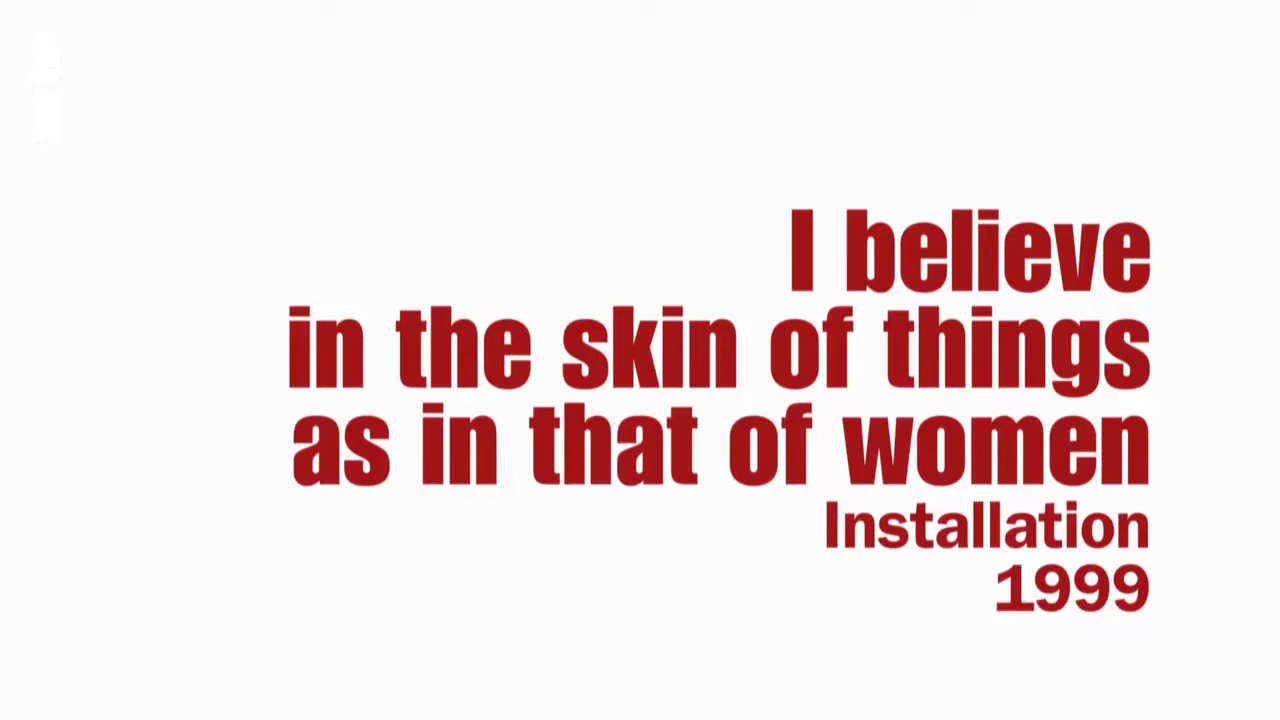 I believe
in the skin of things
as in that of women
Installation
1999